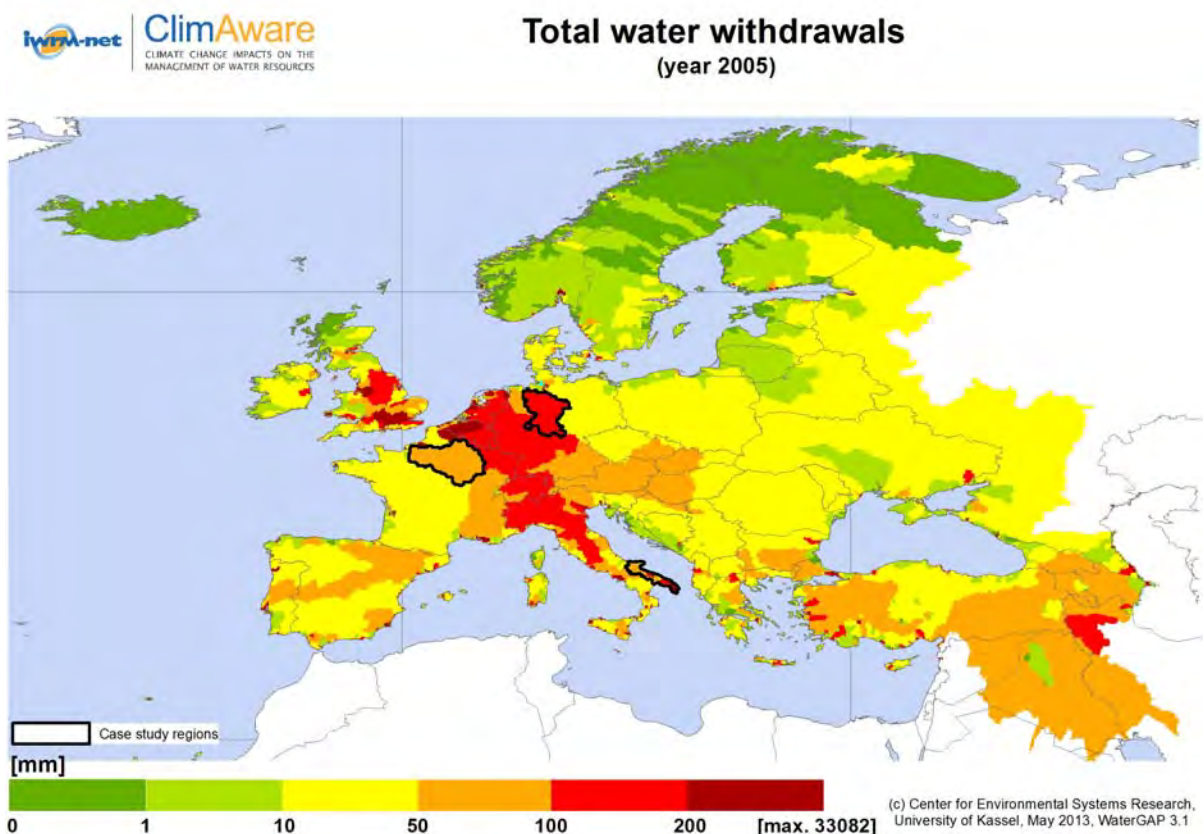 iwrm-net
ClimAware
CLIMATE CHANGE IMPACTS ON THE
MANAGEMENT OF WATER RESOURCES
Total water withdrawals
(year 2005)
Case study regions
[mm]
0 1 10 50 100 200 [max. 33082]
(c) Center for Environmental Systems Research,
University of Kassel, May 2013, WaterGAP 3.1